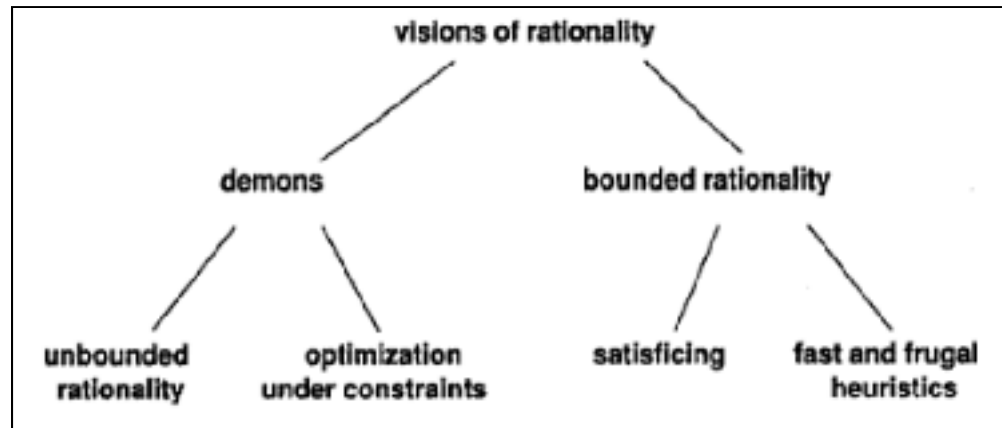 visions of rationality
demons
bounded rationality
unbounded
rationality
optimization
under constraints
satisficing
fast and frugal
heuristics